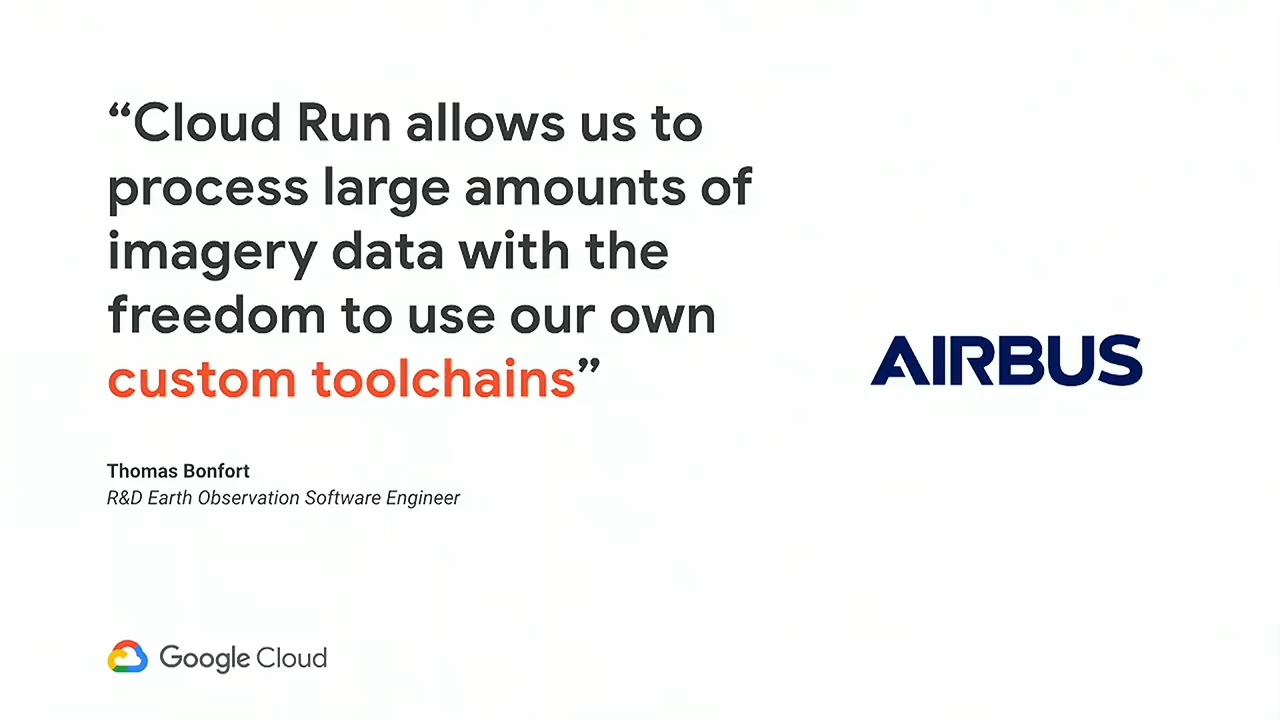 “Cloud Run allows us to
process large amounts of
imagery data with the
freedom to use our own
custom toolchains”
AIRBUS
Thomas Bonfort
R&D Earth Observation Software Engineer
Google Cloud